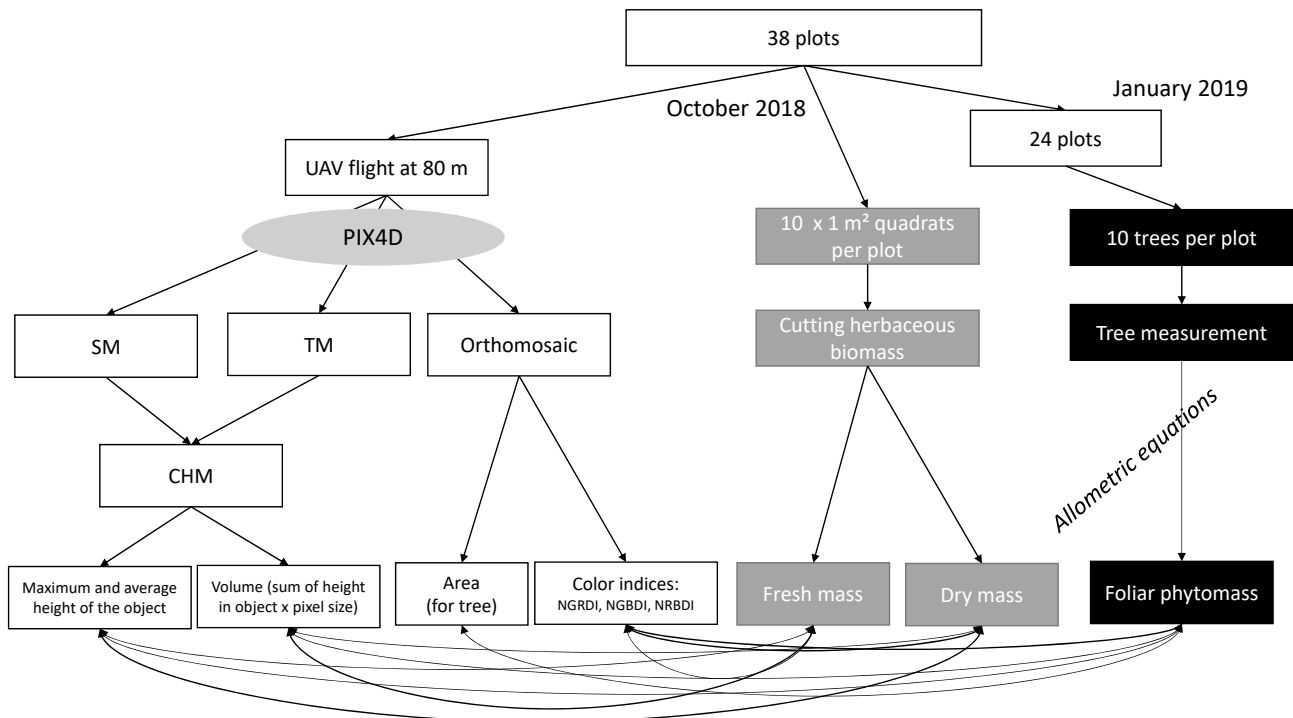 38 plots
January 2019
October 2018
24 plots
UAV flight at 80 m
PIX4D
10 x 1 m² quadrats
per plot
10 trees per plot
SM
TM
Orthomosaic
Cutting herbaceous
biomass
Tree measurement
Allometric equations
CHM
Maximum and average
height of the object
Volume (sum of height
in object x pixel size)
Area
(for tree)
Color indices:
NGRDI, NGBDI, NRBDI
Fresh mass
Dry mass
Foliar phytomass